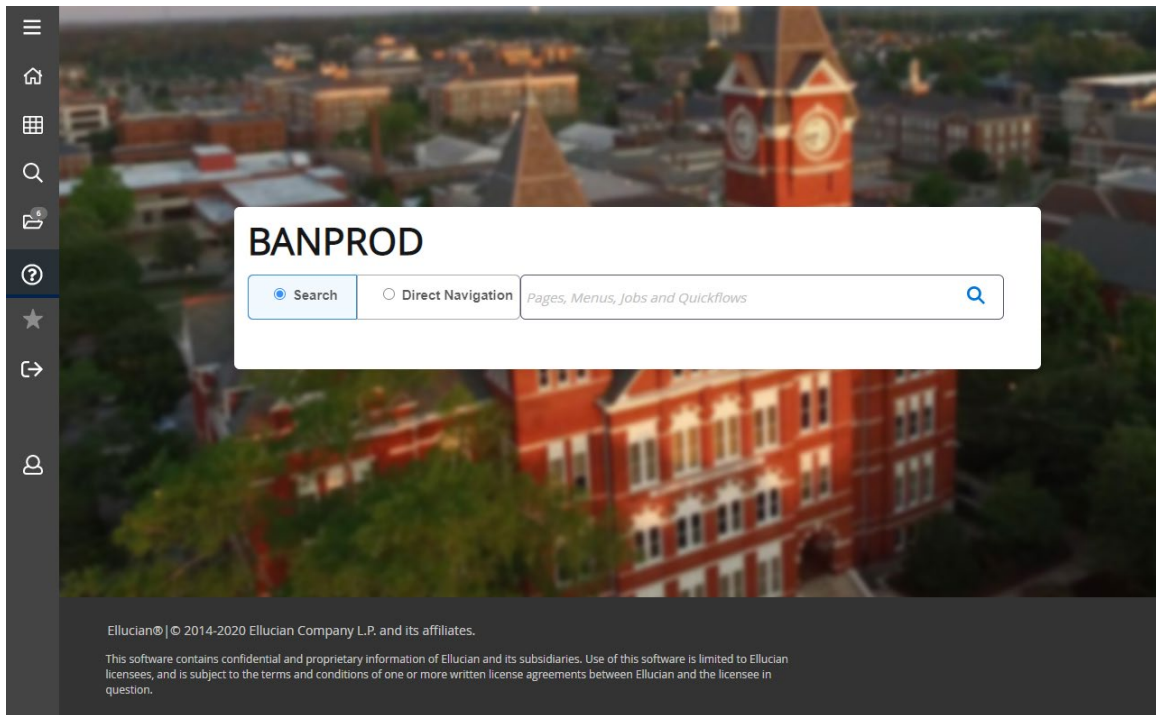 6
BANPROD
Search
Direct Navigation
Pages, Menus, Jobs and Quickflows
Ellucian®|© 2014-2020 Ellucian Company L.P. and its affiliates.
This software contains confidential and proprietary information of Ellucian and its subsidiaries. Use of this software is limited to Ellucian
licensees, and is subject to the terms and conditions of one or more written license agreements between Ellucian and the licensee in
question.